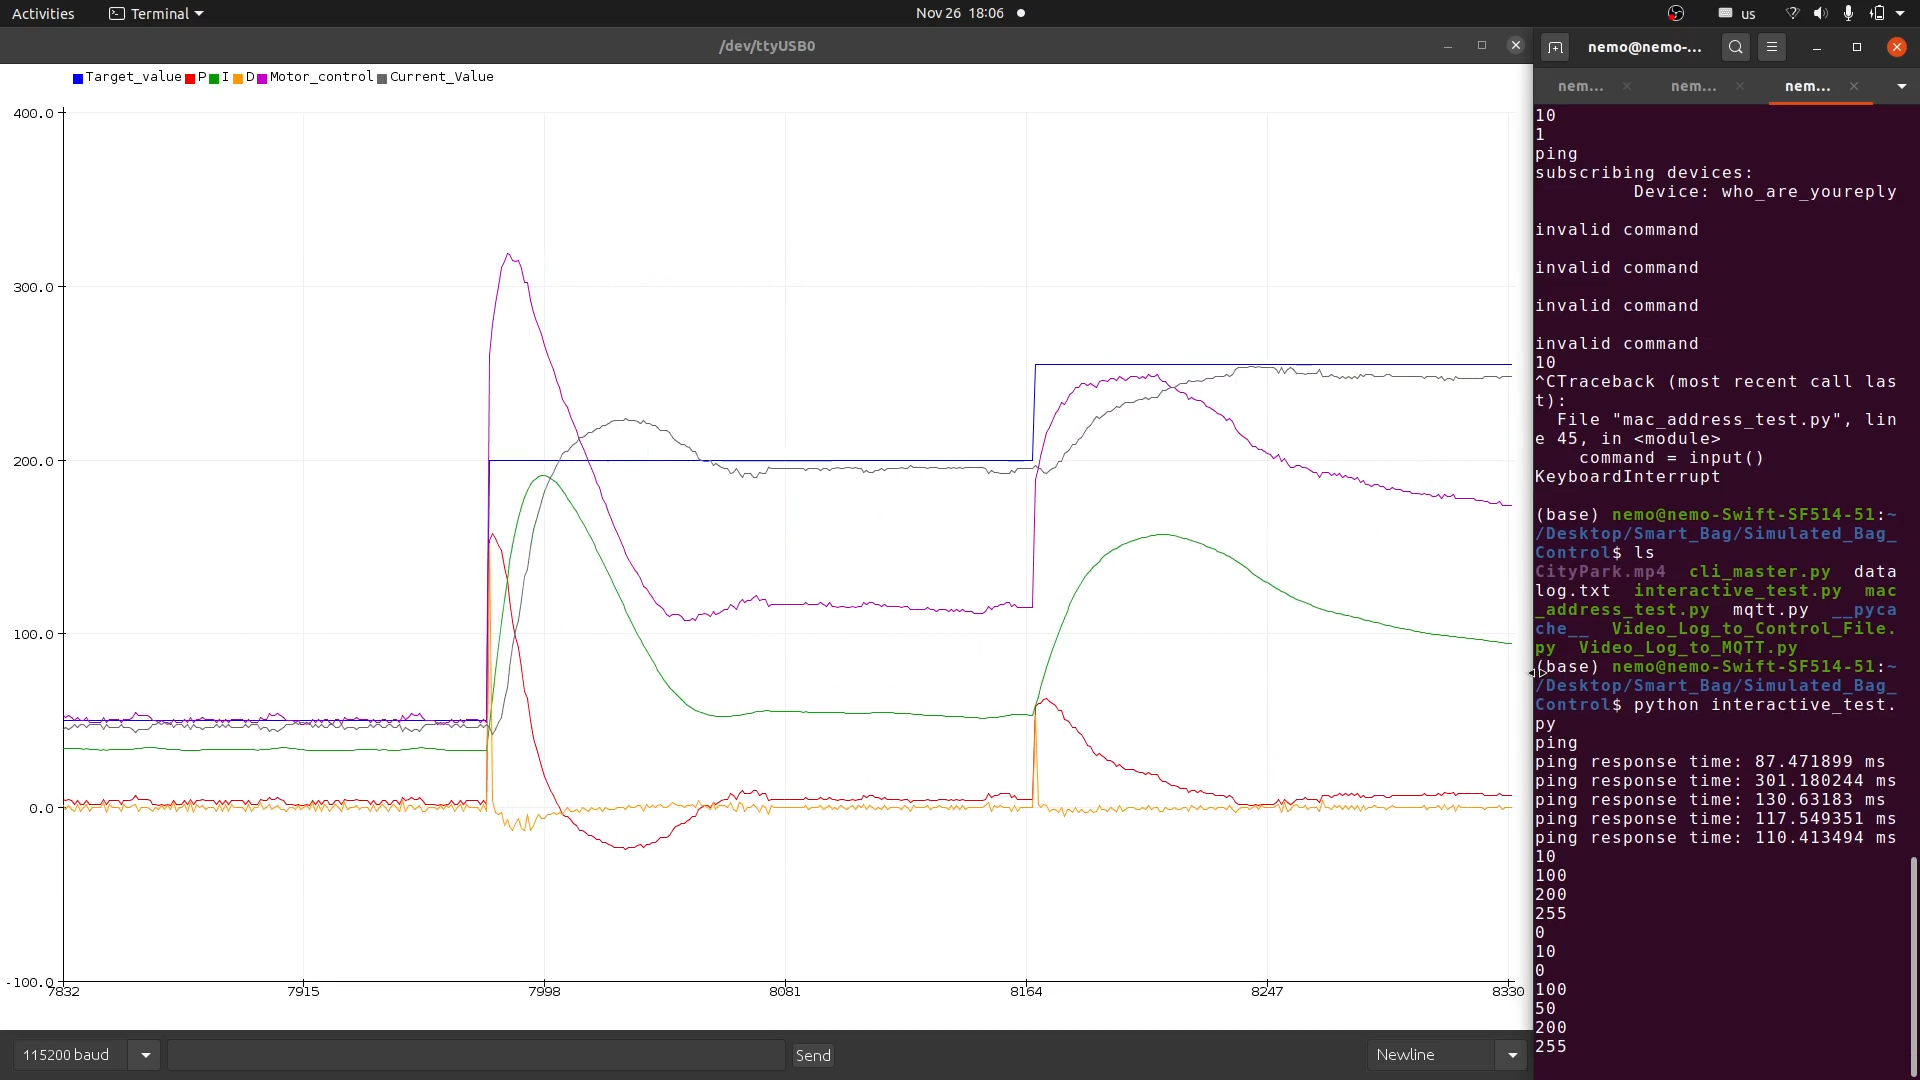 Activities Terminal Nov 26 18:06 us
/dev/ttyUSB0
Target_value P I D Motor_control Current_Value
400.0
300.0
200.0
100.0
0.0
-100.0
7832 7915 7998 8081 8164 8247 8330
115200 baud Send Newline
nemo@nemo-...
nem... nem... nem...
10
1
ping
subscribing devices:
Device: who_are_youreply
invalid command
invalid command
invalid command
invalid command
10
^CTraceback (most recent call las
t):
File "mac_address_test.py", lin
e 45, in <module>
command = input()
KeyboardInterrupt
(base) nemo@nemo-Swift-SF514-51:~
/Desktop/Smart_Bag/Simulated_Bag_
Control$ ls
CityPark.mp4 cli_master.py data
log.txt interactive_test.py mac
_address_test.py mqtt.py __pyca
che__ Video_Log_to_Control_File.
py Video_Log_to_MQTT.py
(base) nemo@nemo-Swift-SF514-51:~
/Desktop/Smart_Bag/Simulated_Bag_
Control$ python interactive_test.
py
ping
ping response time: 87.471899 ms
ping response time: 301.180244 ms
ping response time: 130.63183 ms
ping response time: 117.549351 ms
ping response time: 110.413494 ms
10
100
200
255
0
10
0
100
50
200
255